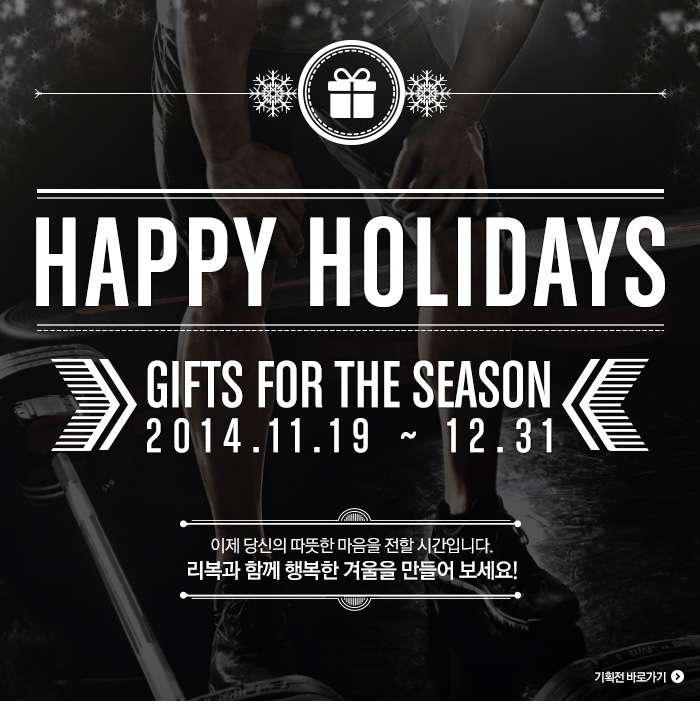 HAPPY HOLIDAYS
GIFTS FOR THE SEASON
2014.11.19 ~ 12.31
이제 당신의 따뜻한 마음을 전할 시간입니다.
리복과 함께 행복한 겨울을 만들어 보세요!
기획전 바로가기